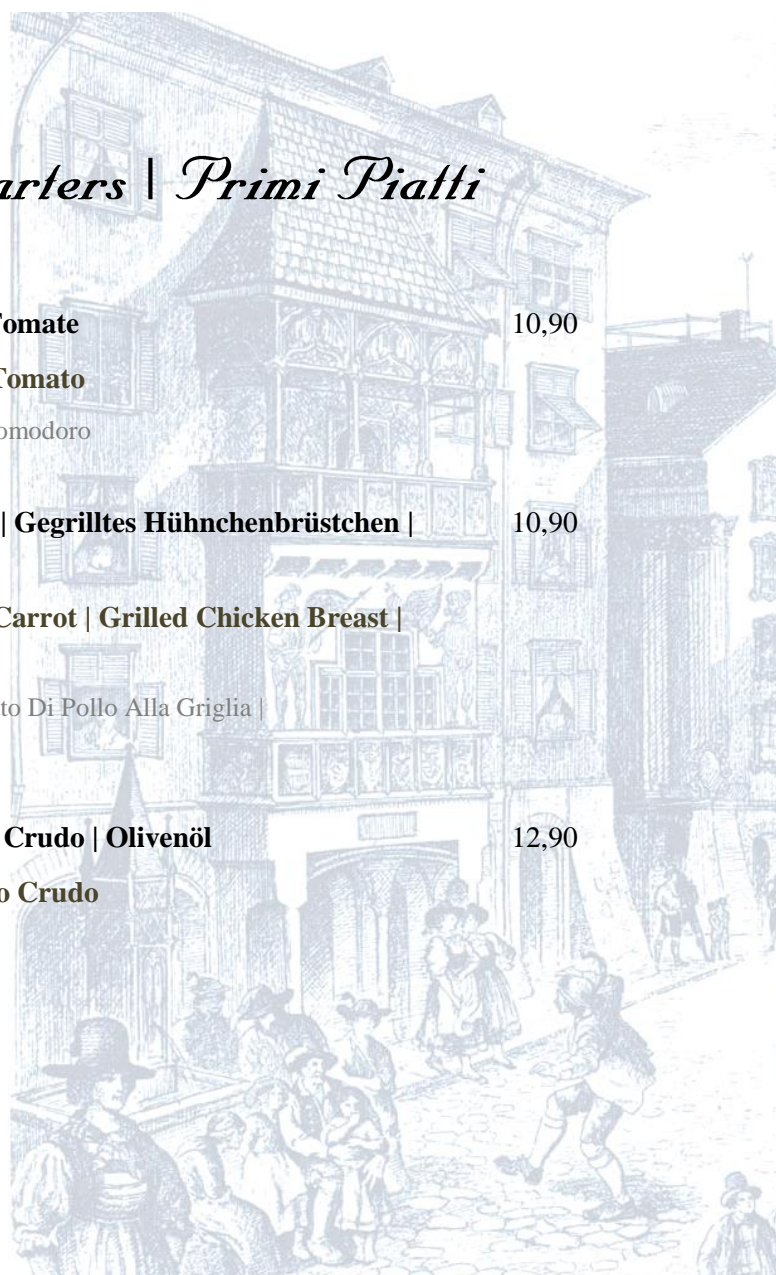 arters | Primi Piatti
Tomate 10,90
Tomato
omodoro
| Gegrilltes Hühnchenbrüstchen | 10,90
Carrot | Grilled Chicken Breast |
to Di Pollo Alla Griglia |
Crudo | Olivenöl 12,90
o Crudo